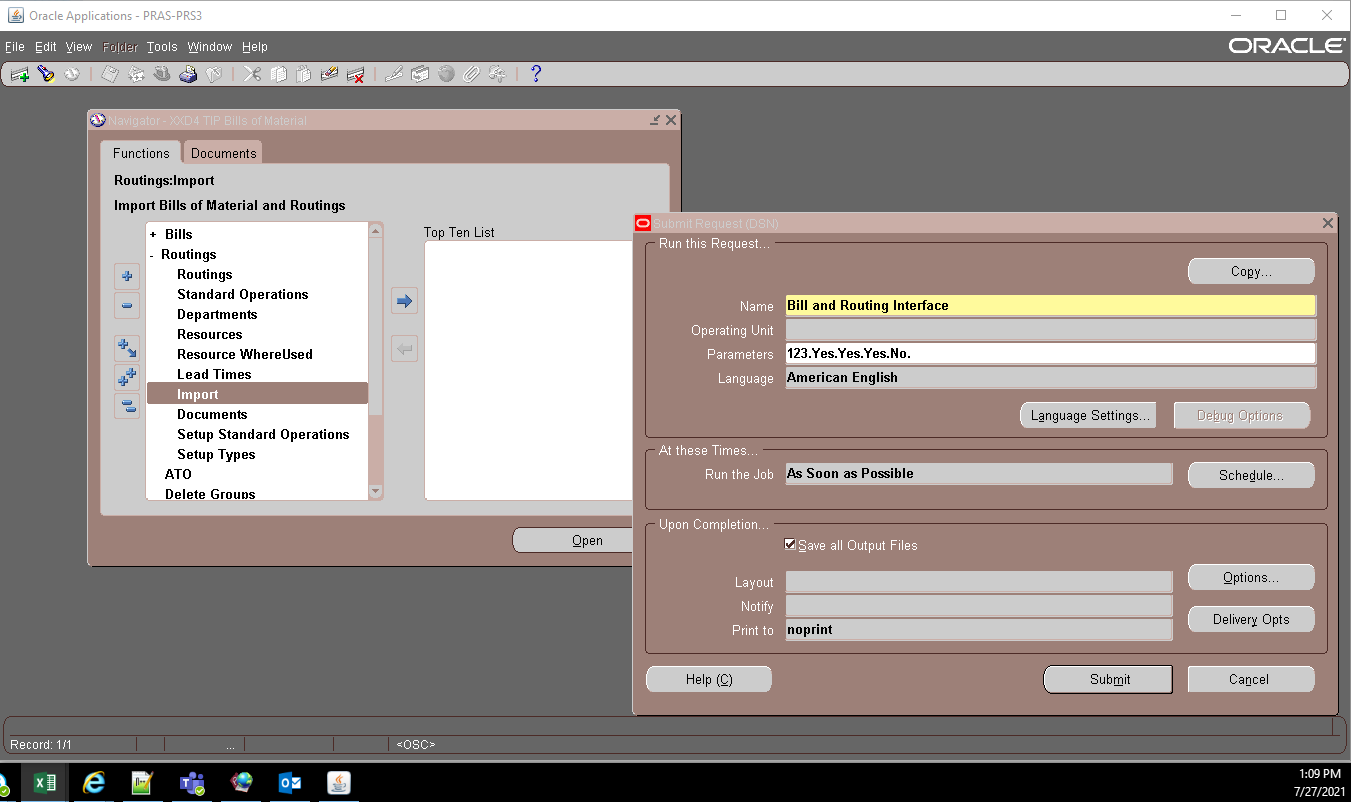 Oracle Applications - PRAS-PRS3
File Edit View Folder Tools Window Help
ORACLE
Navigator - XXD4 TIP Bills of Material
Functions Documents
Routings:Import
Import Bills of Material and Routings
+ Bills
- Routings
Routings
Standard Operations
Departments
Resources
Resource WhereUsed
Lead Times
Import
Documents
Setup Standard Operations
Setup Types
ATO
Delete Groups
Top Ten List
Open
Submit Request (DSN)
Run this Request...
Copy...
Name Bill and Routing Interface
Operating Unit
Parameters 123.Yes.Yes.Yes.No.
Language American English
Language Settings... Debug Options
At these Times...
Run the Job As Soon as Possible Schedule...
Upon Completion...
Save all Output Files
Layout Options...
Notify
Print to noprint Delivery Opts
Help (C) Submit Cancel
Record: 1/1 ... <OSC>
1:09 PM
7/27/2021